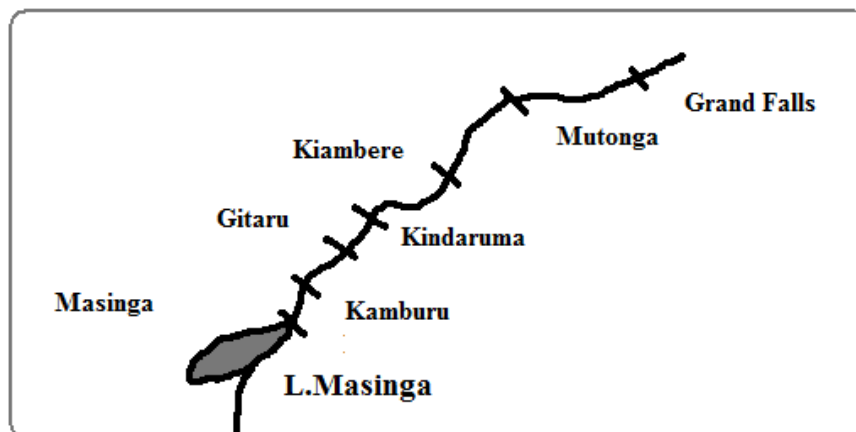 Grand Falls
Mutonga
Kiambere
Gitaru
Kindaruma
Masinga
Kamburu
L.Masinga